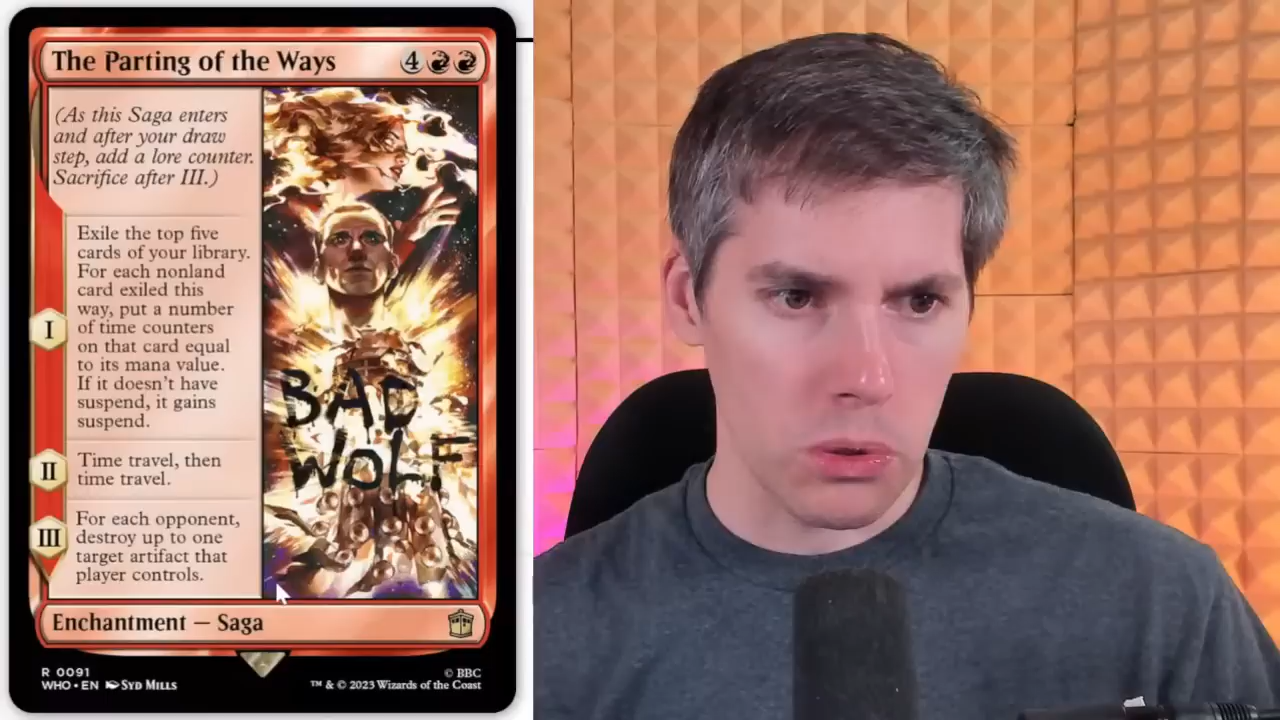 The Parting of the Ways 4
(As this Saga enters
and after your draw
step, add a lore counter.
Sacrifice after III.)
I
Exile the top five
cards of your library.
For each nonland
card exiled this
way, put a number
of time counters
on that card equal
to its mana value.
If it doesn't have
suspend, it gains
suspend.
II
Time travel, then
time travel.
III
For each opponent,
destroy up to one
target artifact that
player controls.
BAD
WOLF
Enchantment — Saga
R 0091
WHO • EN SYD MILLS
© BBC
™ & © 2023 Wizards of the Coast